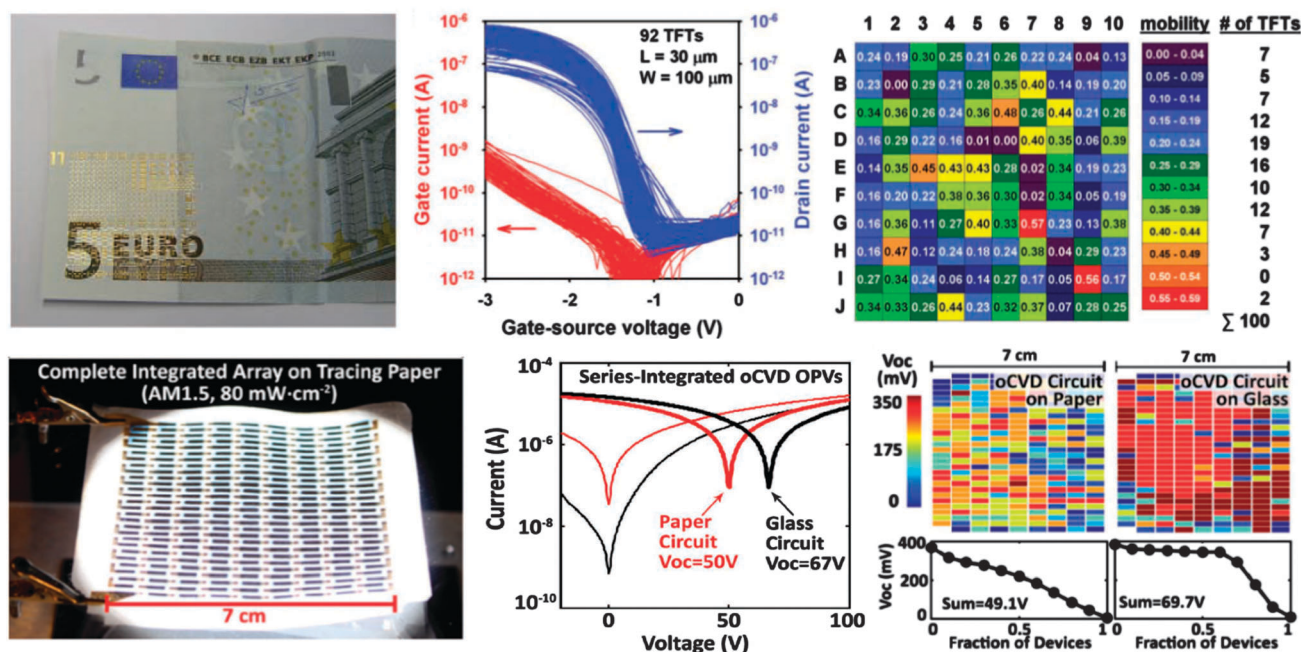 BCE ECB EZB EKT EKP 2002
5 EURO
ΕΥΡΩ
Gate current (A)
10⁻⁶
10⁻⁷
10⁻⁸
10⁻⁹
10⁻¹⁰
10⁻¹¹
10⁻¹²
92 TFTs
L = 30 μm
W = 100 μm
10⁻⁶
10⁻⁷
10⁻⁸
10⁻⁹
10⁻¹⁰
10⁻¹¹
10⁻¹²
Drain current (A)
-3 -2 -1 0
Gate-source voltage (V)
1 2 3 4 5 6 7 8 9 10
A 0.24 0.19 0.30 0.25 0.21 0.26 0.22 0.24 0.04 0.13
B 0.23 0.00 0.29 0.21 0.28 0.35 0.40 0.14 0.19 0.20
C 0.34 0.36 0.26 0.25 0.36 0.48 0.26 0.44 0.21 0.26
D 0.16 0.29 0.22 0.16 0.01 0.00 0.40 0.35 0.06 0.39
E 0.14 0.35 0.45 0.43 0.43 0.28 0.02 0.34 0.19 0.23
F 0.16 0.20 0.22 0.38 0.36 0.30 0.02 0.34 0.05 0.19
G 0.16 0.36 0.11 0.27 0.40 0.33 0.57 0.23 0.13 0.38
H 0.16 0.47 0.12 0.24 0.18 0.24 0.38 0.04 0.29 0.23
I 0.27 0.34 0.24 0.06 0.14 0.27 0.17 0.05 0.56 0.17
J 0.34 0.33 0.26 0.44 0.23 0.32 0.37 0.07 0.28 0.25
mobility # of TFTs
0.00 - 0.04 7
0.05 - 0.09 5
0.10 - 0.14 7
0.15 - 0.19 12
0.20 - 0.24 19
0.25 - 0.29 16
0.30 - 0.34 10
0.35 - 0.39 12
0.40 - 0.44 7
0.45 - 0.49 3
0.50 - 0.54 0
0.55 - 0.59 2
∑ 100
Complete Integrated Array on Tracing Paper
(AM1.5, 80 mW·cm⁻²)
7 cm
Current (A)
10⁻⁴
10⁻⁶
10⁻⁸
10⁻¹⁰
Series-Integrated oCVD OPVs
Paper
Circuit
Voc=50V
Glass
Circuit
Voc=67V
0 50 100
Voltage (V)
Voc
(mV)
350
175
0
7 cm
oCVD Circuit
on Paper
7 cm
oCVD Circuit
on Glass
Voc (mV)
400
200
0
Sum=49.1V
Sum=69.7V
0 0.5 1
0 0.5 1
Fraction of Devices
Fraction of Devices